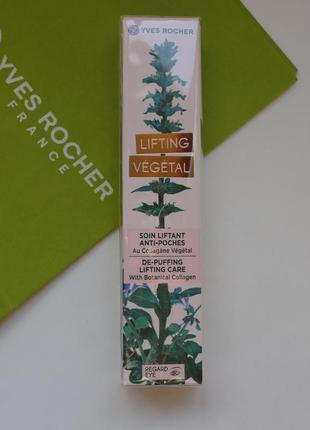 YVES ROCHER
FRANCE
YVES ROCHER
LIFTING
VÉGÉTAL
SOIN LIFTANT
ANTI-POCHES
Au Collagène Végétal
DE-PUFFING
LIFTING CARE
With Botanical Collagen
REGARD
EYE